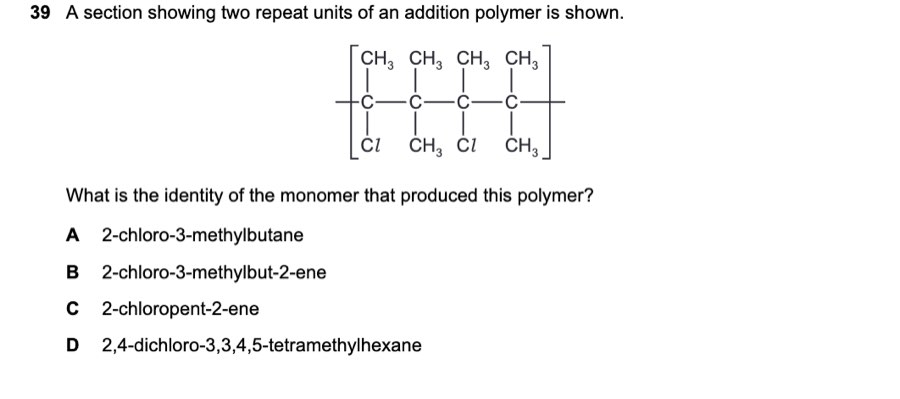 39 A section showing two repeat units of an addition polymer is shown.
CH3 CH3 CH3 CH3
C C C C
Cl CH3 Cl CH3
What is the identity of the monomer that produced this polymer?
A 2-chloro-3-methylbutane
B 2-chloro-3-methylbut-2-ene
C 2-chloropent-2-ene
D 2,4-dichloro-3,3,4,5-tetramethylhexane